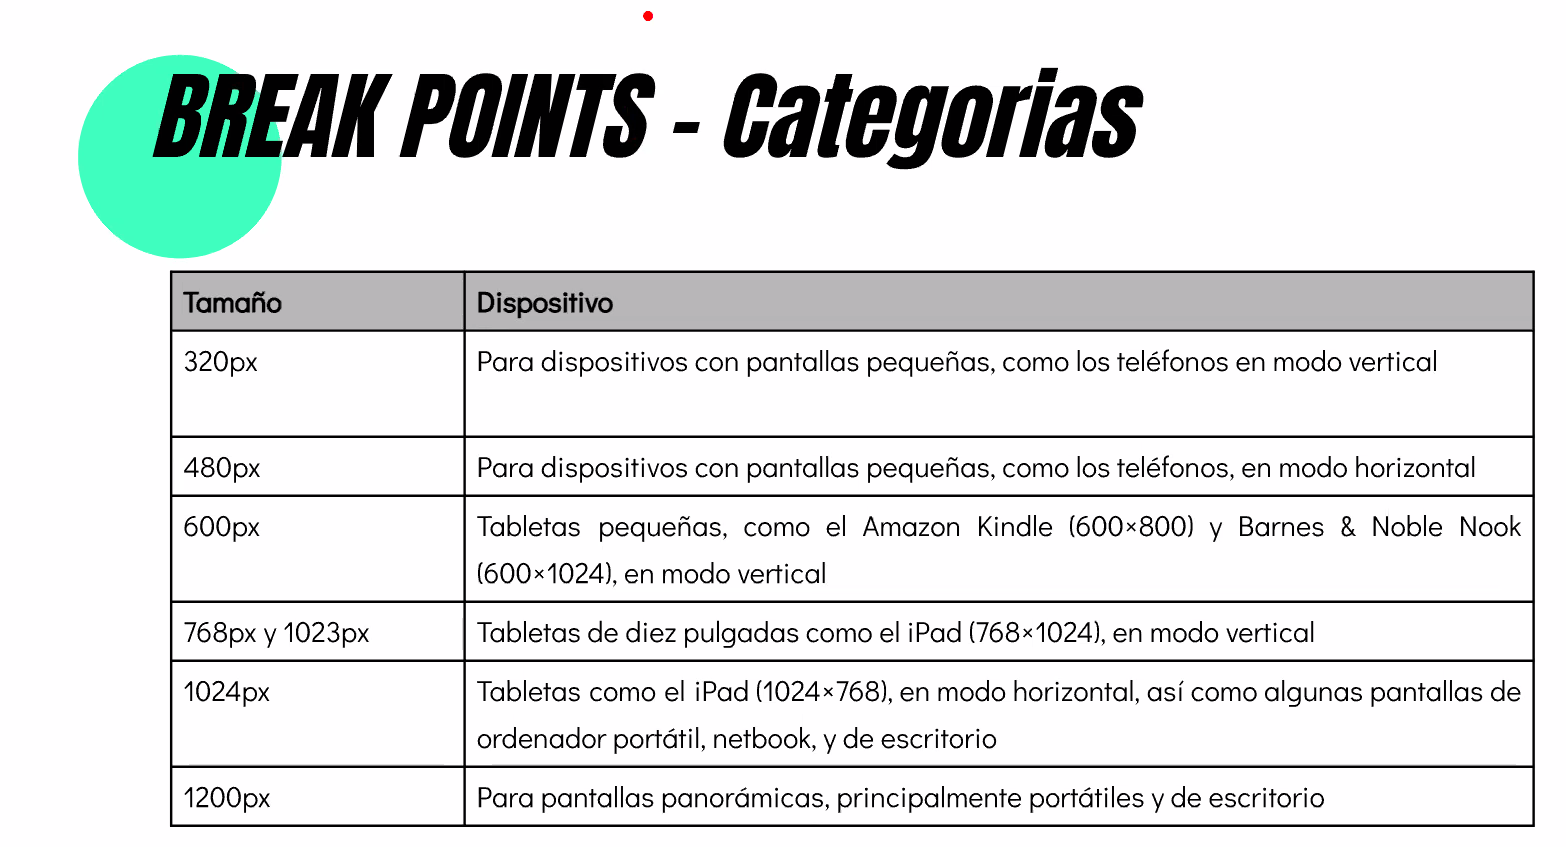 BREAK POINTS - Categorias
Tamaño Dispositivo
320px Para dispositivos con pantallas pequeñas, como los teléfonos en modo vertical
480px Para dispositivos con pantallas pequeñas, como los teléfonos, en modo horizontal
600px Tabletas pequeñas, como el Amazon Kindle (600×800) y Barnes & Noble Nook
(600×1024), en modo vertical
768px y 1023px Tabletas de diez pulgadas como el iPad (768×1024), en modo vertical
1024px Tabletas como el iPad (1024×768), en modo horizontal, así como algunas pantallas de
ordenador portátil, netbook, y de escritorio
1200px Para pantallas panorámicas, principalmente portátiles y de escritorio